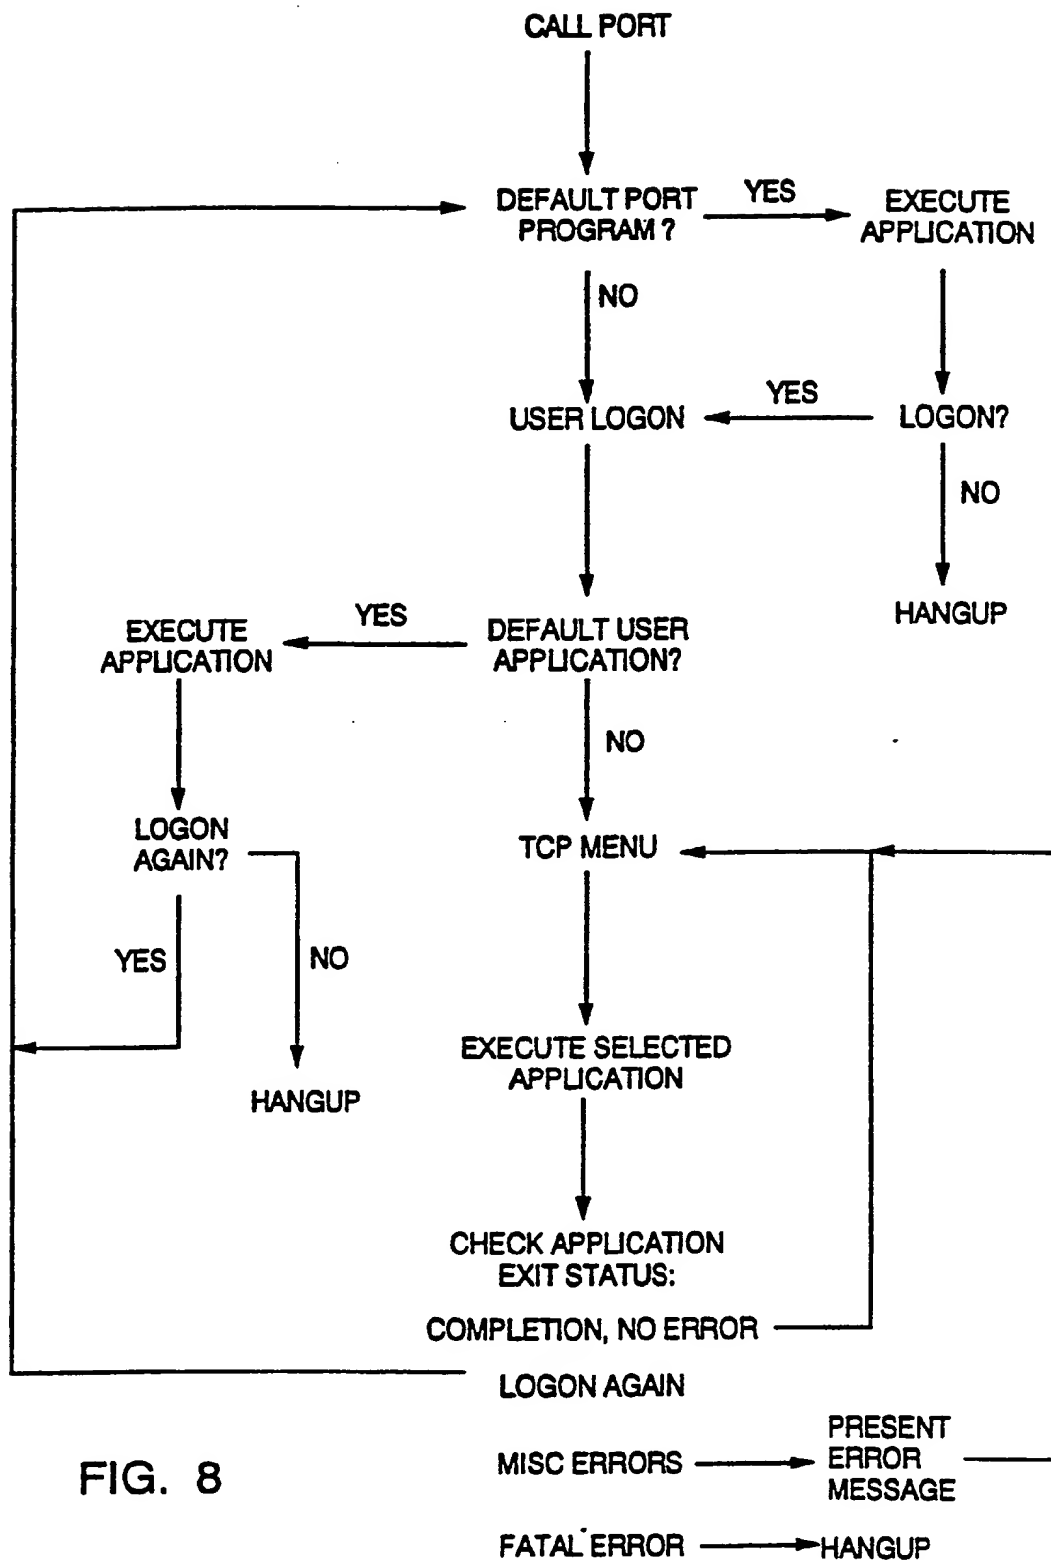 CALL PORT
DEFAULT PORT
PROGRAM ?
YES
EXECUTE
APPLICATION
NO
USER LOGON
YES
LOGON?
NO
HANGUP
EXECUTE
APPLICATION
YES
DEFAULT USER
APPLICATION?
NO
LOGON
AGAIN?
TCP MENU
YES
NO
HANGUP
EXECUTE SELECTED
APPLICATION
CHECK APPLICATION
EXIT STATUS:
COMPLETION, NO ERROR
LOGON AGAIN
MISC ERRORS
PRESENT
ERROR
MESSAGE
FATAL ERROR
HANGUP
FIG. 8